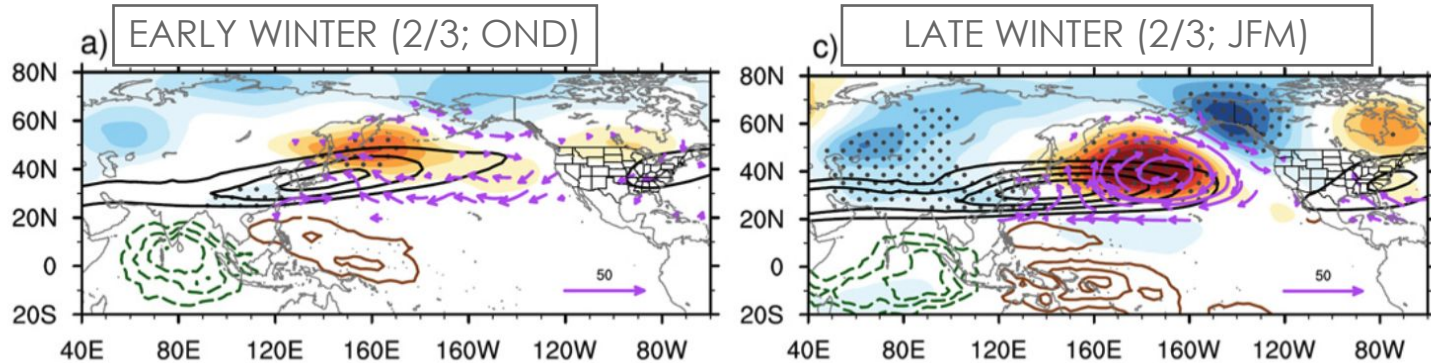 a) EARLY WINTER (2/3; OND)
80N
60N
40N
20N
0
20S
50
40E 80E 120E 160E 160W 120W 80W
c) LATE WINTER (2/3; JFM)
80N
60N
40N
20N
0
20S
50
40E 80E 120E 160E 160W 120W 80W